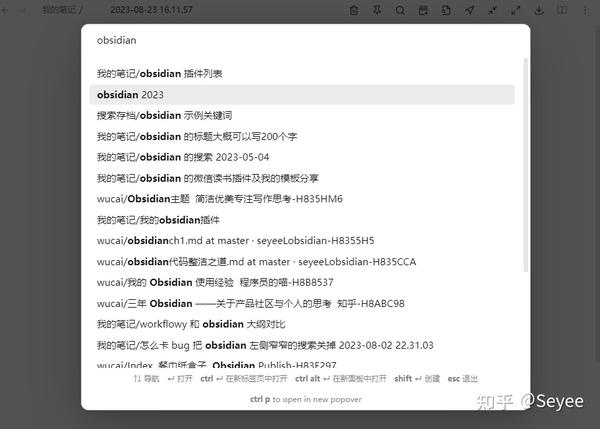 我的笔记 /
2023-08-23 16.11.57
obsidian
我的笔记/obsidian 插件列表
obsidian 2023
搜索存档/obsidian 示例关键词
我的笔记/obsidian 的标题大概可以写200个字
我的笔记/obsidian 的搜索 2023-05-04
我的笔记/obsidian 的微信读书插件及我的模板分享
wucai/Obsidian主题 简洁优美专注写作思考-H835HM6
我的笔记/我的obsidian插件
wucai/obsidianch1.md at master · seyeeLobsidian-H8355H5
wucai/obsidian代码整洁之道.md at master · seyeeLobsidian-H835CCA
wucai/我的 Obsidian 使用经验 程序员的喵-H8B8537
wucai/三年 Obsidian ——关于产品社区与个人的思考 知乎-H8ABC98
我的笔记/workflowy 和 obsidian 大纲对比
我的笔记/怎么卡 bug 把 obsidian 左侧窄窄的搜索关掉 2023-08-02 22.31.03
wucai/Index 餐巾纸盒子 Obsidian Publish-H83F297
↑↓ 导航 ↵ 打开 ctrl ↵ 在新标签页中打开 ctrl alt ↵ 在新面板中打开 shift ↵ 创建 esc 退出
ctrl p to open in new popover
知乎 @Seyee